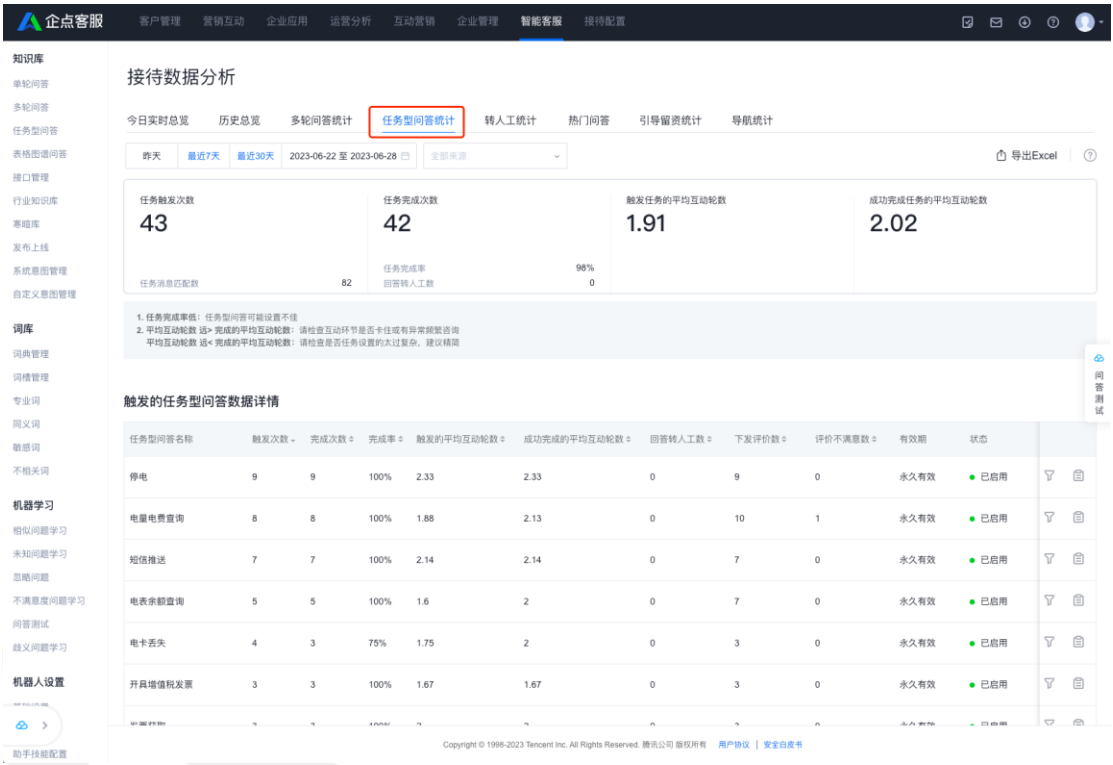 企点客服 客户管理 营销互动 企业应用 运营分析 互动营销 企业管理 智能客服 接待配置
知识库
单轮问答
多轮问答
任务型问答
表格图谱问答
接口管理
行业知识库
寒暄库
发布上线
系统意图管理
自定义意图管理
词库
词典管理
词槽管理
专业词
同义词
敏感词
不相关词
机器学习
相似问题学习
未知问题学习
忽略问题
不满意度问题学习
问答测试
歧义问题学习
机器人设置
助手技能配置
接待数据分析
今日实时总览 历史总览 多轮问答统计 任务型问答统计 转人工统计 热门问答 引导留资统计 导航统计
昨天 最近7天 最近30天 2023-06-22 至 2023-06-28 全部来源 导出Excel
任务触发次数 任务完成次数 触发任务的平均互动轮数 成功完成任务的平均互动轮数
43 42 1.91 2.02
任务完成率 98%
任务消息匹配数 82 回答转人工数 0
1. 任务完成率低：任务型问答可能设置不佳
2. 平均互动轮数 远> 完成的平均互动轮数：请检查互动环节是否卡住或有异常频繁咨询
平均互动轮数 远< 完成的平均互动轮数：请检查是否任务设置的太过复杂，建议精简
问答测试
触发的任务型问答数据详情
任务型问答名称 触发次数 完成次数 完成率 触发的平均互动轮数 成功完成的平均互动轮数 回答转人工数 下发评价数 评价不满意数 有效期 状态
停电 9 9 100% 2.33 2.33 0 9 0 永久有效 已启用
电量电费查询 8 8 100% 1.88 2.13 0 10 1 永久有效 已启用
短信推送 7 7 100% 2.14 2.14 0 7 0 永久有效 已启用
电表余额查询 5 5 100% 1.6 2 0 7 0 永久有效 已启用
电卡丢失 4 3 75% 1.75 2 0 3 0 永久有效 已启用
开具增值税发票 3 3 100% 1.67 1.67 0 3 0 永久有效 已启用
Copyright © 1998-2023 Tencent Inc. All Rights Reserved. 腾讯公司 版权所有 用户协议 | 安全白皮书